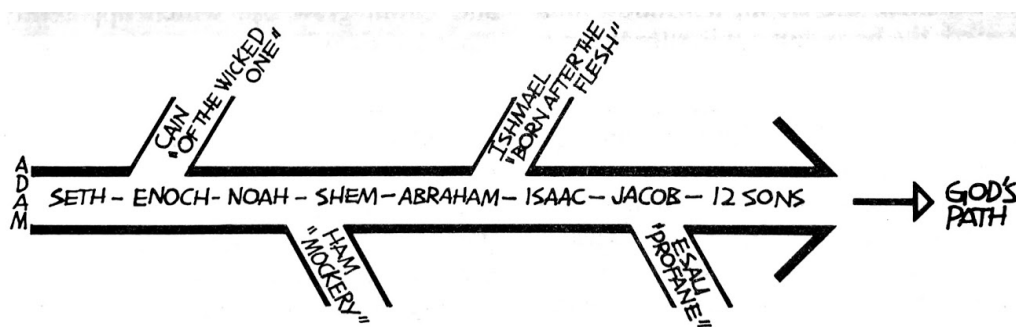 CAIN
"OF THE WICKED
ONE"
ISHMAEL
"BORN AFTER THE
FLESH"
ADAM
SETH – ENOCH – NOAH – SHEM – ABRAHAM – ISAAC – JACOB – 12 SONS
GOD'S
PATH
HAM
"MOCKERY"
ESAU
"PROFANE"